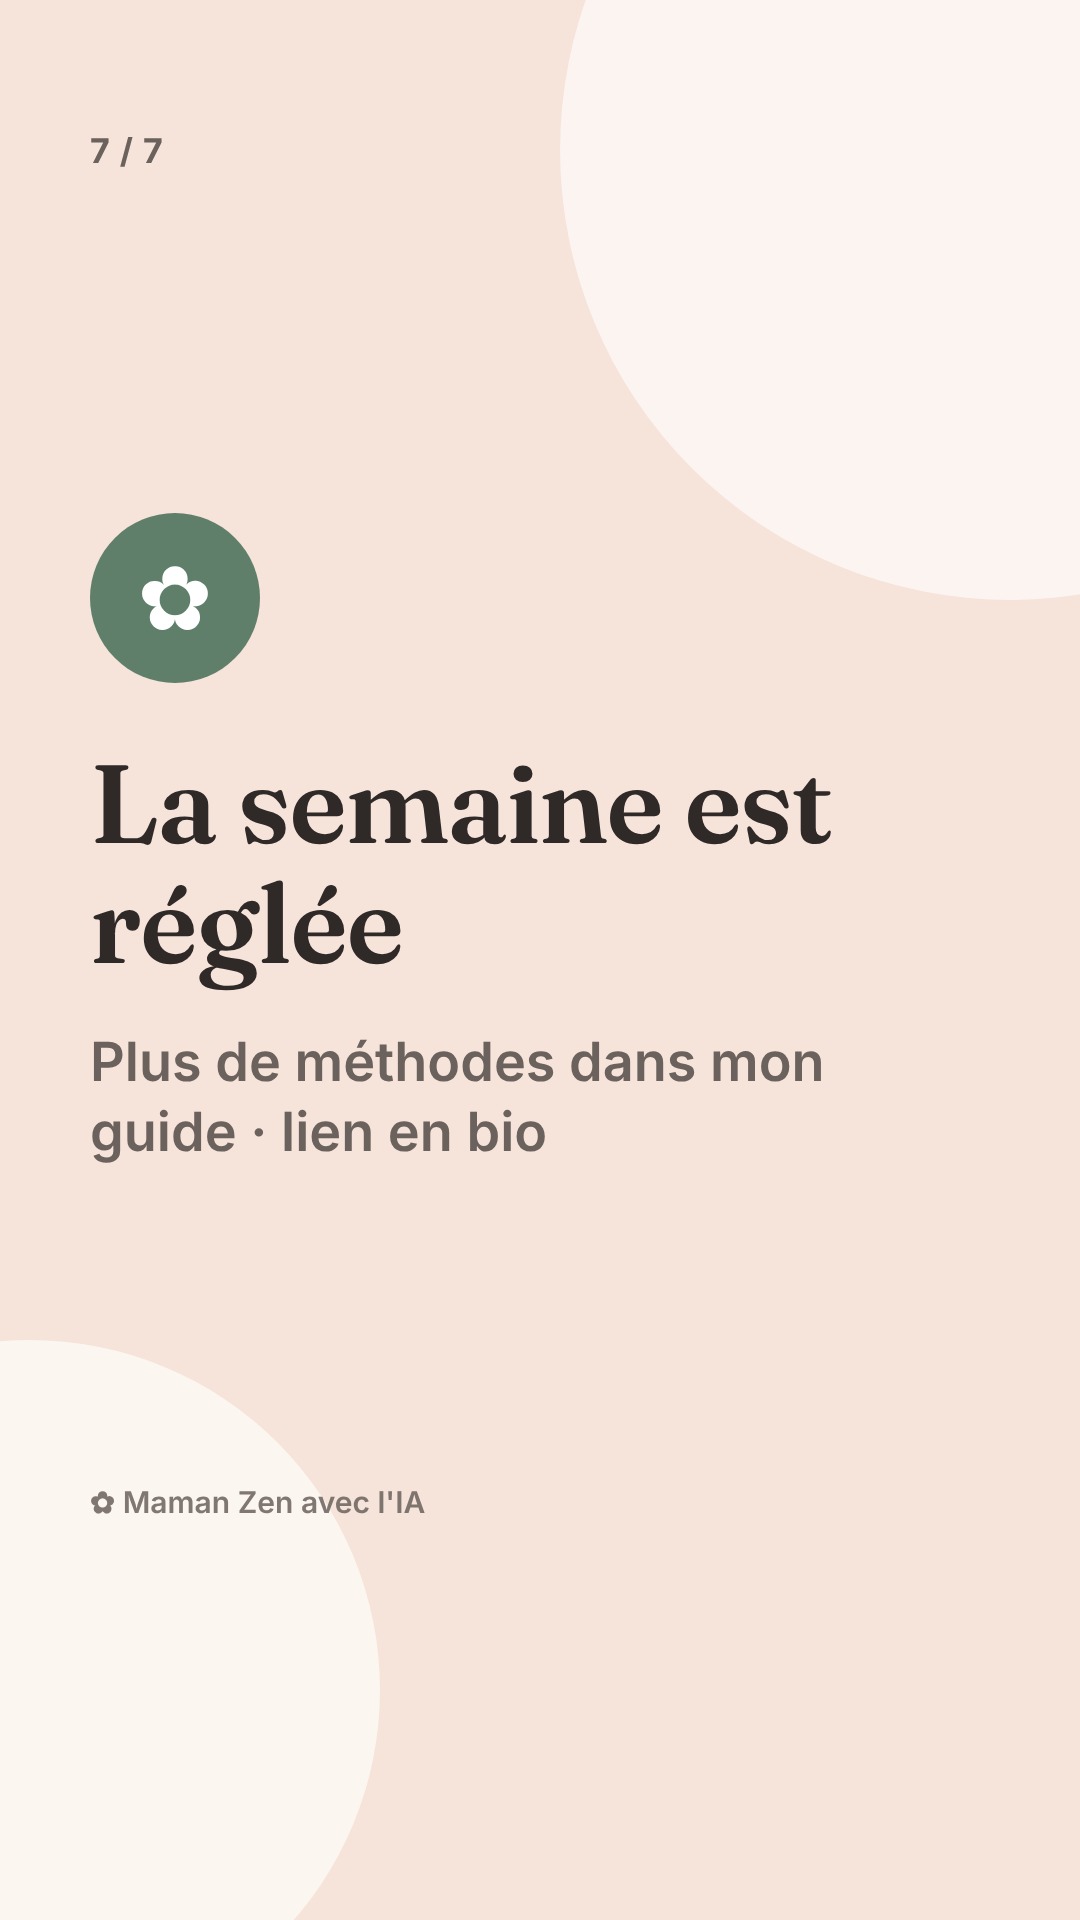 7 / 7
✿
La semaine est
réglée
Plus de méthodes dans mon
guide · lien en bio
✿ Maman Zen avec l'IA